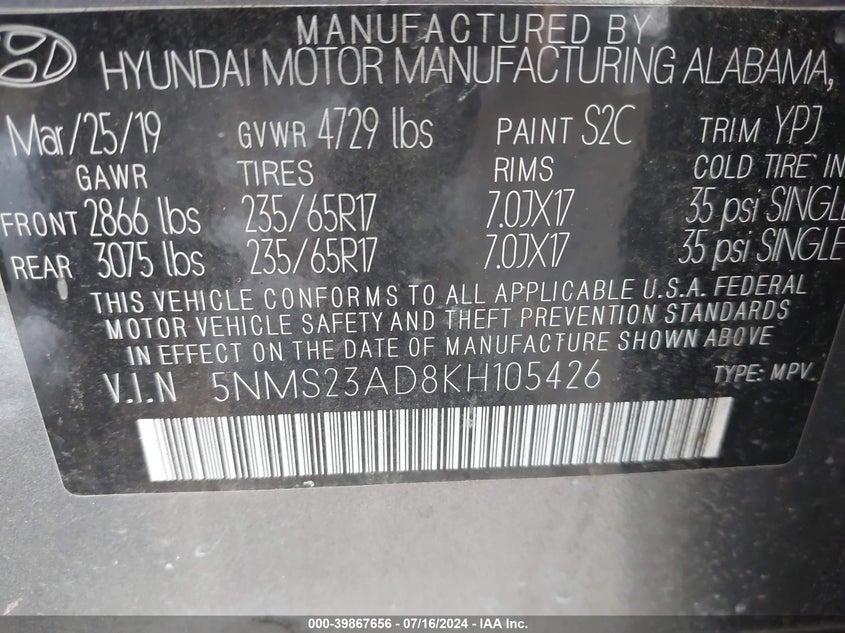 MANUFACTURED BY
HYUNDAI MOTOR MANUFACTURING ALABAMA,
Mar/25/19 GVWR 4729 lbs PAINT S2C TRIM YPJ
GAWR TIRES RIMS COLD TIRE IN
FRONT 2866 lbs 235/65R17 7.0JX17 35 psi SINGLE
REAR 3075 lbs 235/65R17 7.0JX17 35 psi SINGLE
THIS VEHICLE CONFORMS TO ALL APPLICABLE U.S.A. FEDERAL
MOTOR VEHICLE SAFETY AND THEFT PREVENTION STANDARDS
IN EFFECT ON THE DATE OF MANUFACTURE SHOWN ABOVE
V.I.N 5NMS23AD8KH105426 TYPE: MPV
000-39867656 - 07/16/2024 - IAAI.COM